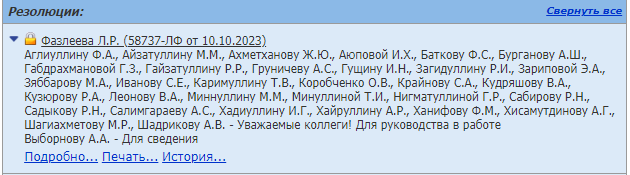 Резолюции: Свернуть все
Фазлеева Л.Р. (58737-ЛФ от 10.10.2023)
Аглиуллину Ф.А., Айзатуллину М.М., Ахметханову Ж.Ю., Аюповой И.Х., Баткову Ф.С., Бурганову А.Ш.,
Габдрахмановой Г.З., Гайзатуллину Р.Р., Груничеву А.С., Гущину И.Н., Загидуллину Р.И., Зариповой Э.А.,
Зяббарову М.А., Иванову С.Е., Каримуллину Т.В., Коробченко О.В., Крайнову С.А., Кудряшову В.А.,
Кузюрову Р.А., Леонову В.А., Миннуллину М.М., Минуллиной Т.И., Нигматуллиной Г.Р., Сабирову Р.Н.,
Садыкову Р.Н., Салимгараеву А.С., Хадиуллину И.Г., Хайруллину А.Р., Ханифову Ф.М., Хисамутдинову А.Г.,
Шагиахметову М.Р., Шадрикову А.В. - Уважаемые коллеги! Для руководства в работе
Выборнову А.А. - Для сведения
Подробно... Печать... История...